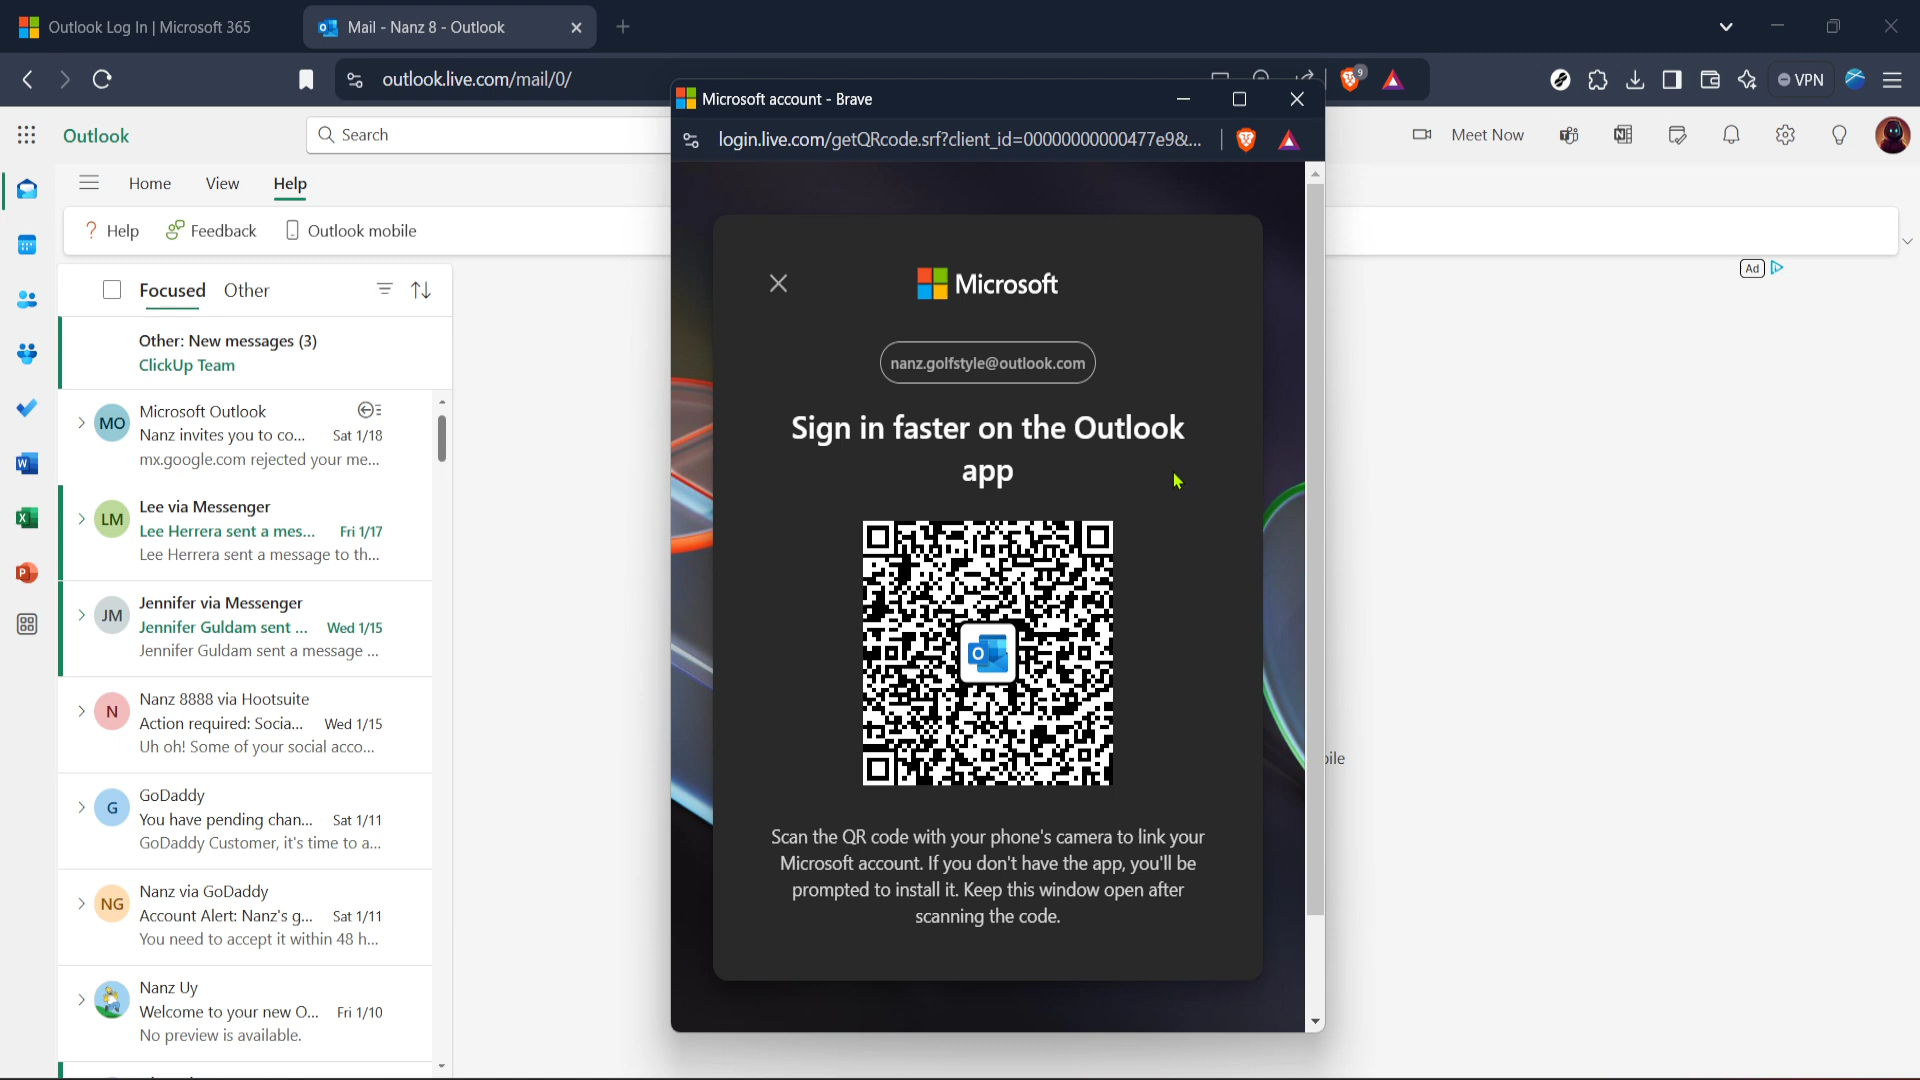 Outlook Log In | Microsoft 365
Mail - Nanz 8 - Outlook
outlook.live.com/mail/0/
9
VPN
Microsoft account - Brave
login.live.com/getQRcode.srf?client_id=00000000000477e9&...
Outlook
Search
Meet Now
Home
View
Help
Help
Feedback
Outlook mobile
Ad
Focused
Other
Other: New messages (3)
ClickUp Team
MO
Microsoft Outlook
Nanz invites you to co... Sat 1/18
mx.google.com rejected your me...
LM
Lee via Messenger
Lee Herrera sent a mes... Fri 1/17
Lee Herrera sent a message to th...
JM
Jennifer via Messenger
Jennifer Guldam sent ... Wed 1/15
Jennifer Guldam sent a message ...
N
Nanz 8888 via Hootsuite
Action required: Socia... Wed 1/15
Uh oh! Some of your social acco...
G
GoDaddy
You have pending chan... Sat 1/11
GoDaddy Customer, it's time to a...
NG
Nanz via GoDaddy
Account Alert: Nanz's g... Sat 1/11
You need to accept it within 48 h...
Nanz Uy
Welcome to your new O... Fri 1/10
No preview is available.
Microsoft
nanz.golfstyle@outlook.com
Sign in faster on the Outlook
app
Scan the QR code with your phone's camera to link your
Microsoft account. If you don't have the app, you'll be
prompted to install it. Keep this window open after
scanning the code.